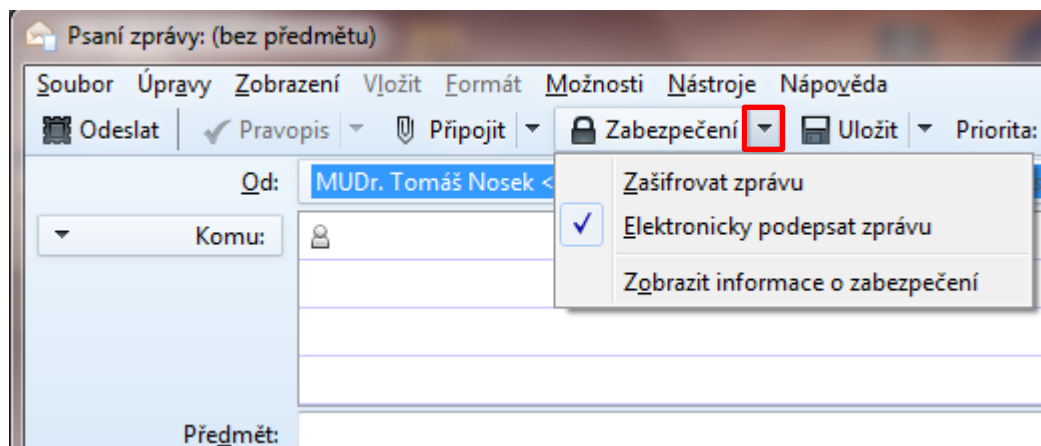 Psaní zprávy: (bez předmětu)
Soubor Úpravy Zobrazení Vložit Formát Možnosti Nástroje Nápověda
Odeslat Pravopis Připojit Zabezpečení Uložit Priorita:
Od: MUDr. Tomáš Nosek <
Zašifrovat zprávu
Komu:
Elektronicky podepsat zprávu
Zobrazit informace o zabezpečení
Předmět: